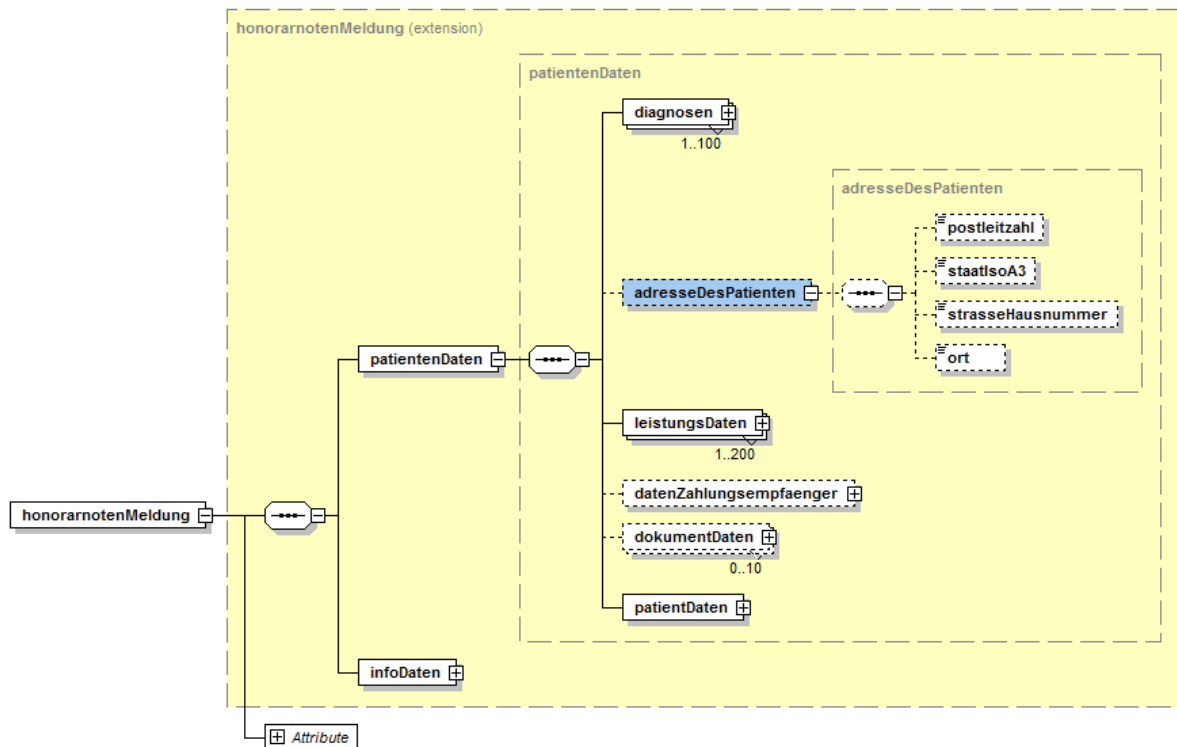 honorarnotenMeldung (extension)
patientenDaten
diagnosen
1..100
adresseDesPatienten
postleitzahl
staatIsoA3
adresseDesPatienten
strasseHausnummer
ort
patientenDaten
leistungsDaten
1..200
datenZahlungsempfaenger
honorarnotenMeldung
dokumentDaten
0..10
patientDaten
infoDaten
Attribute